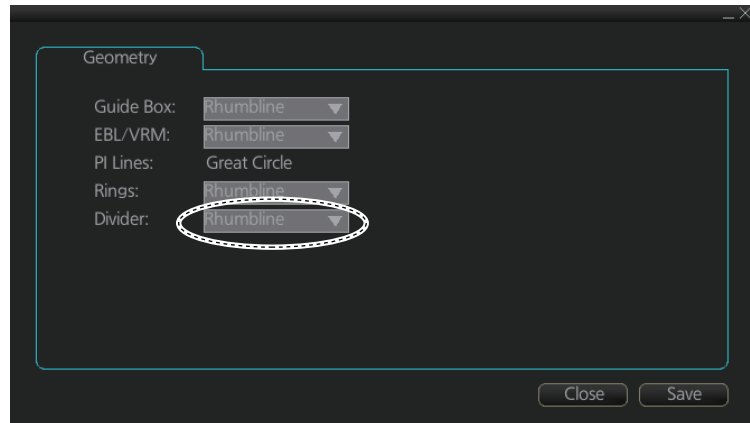 Geometry
Guide Box: Rhumbline
EBL/VRM: Rhumbline
PI Lines: Great Circle
Rings: Rhumbline
Divider: Rhumbline
Close Save